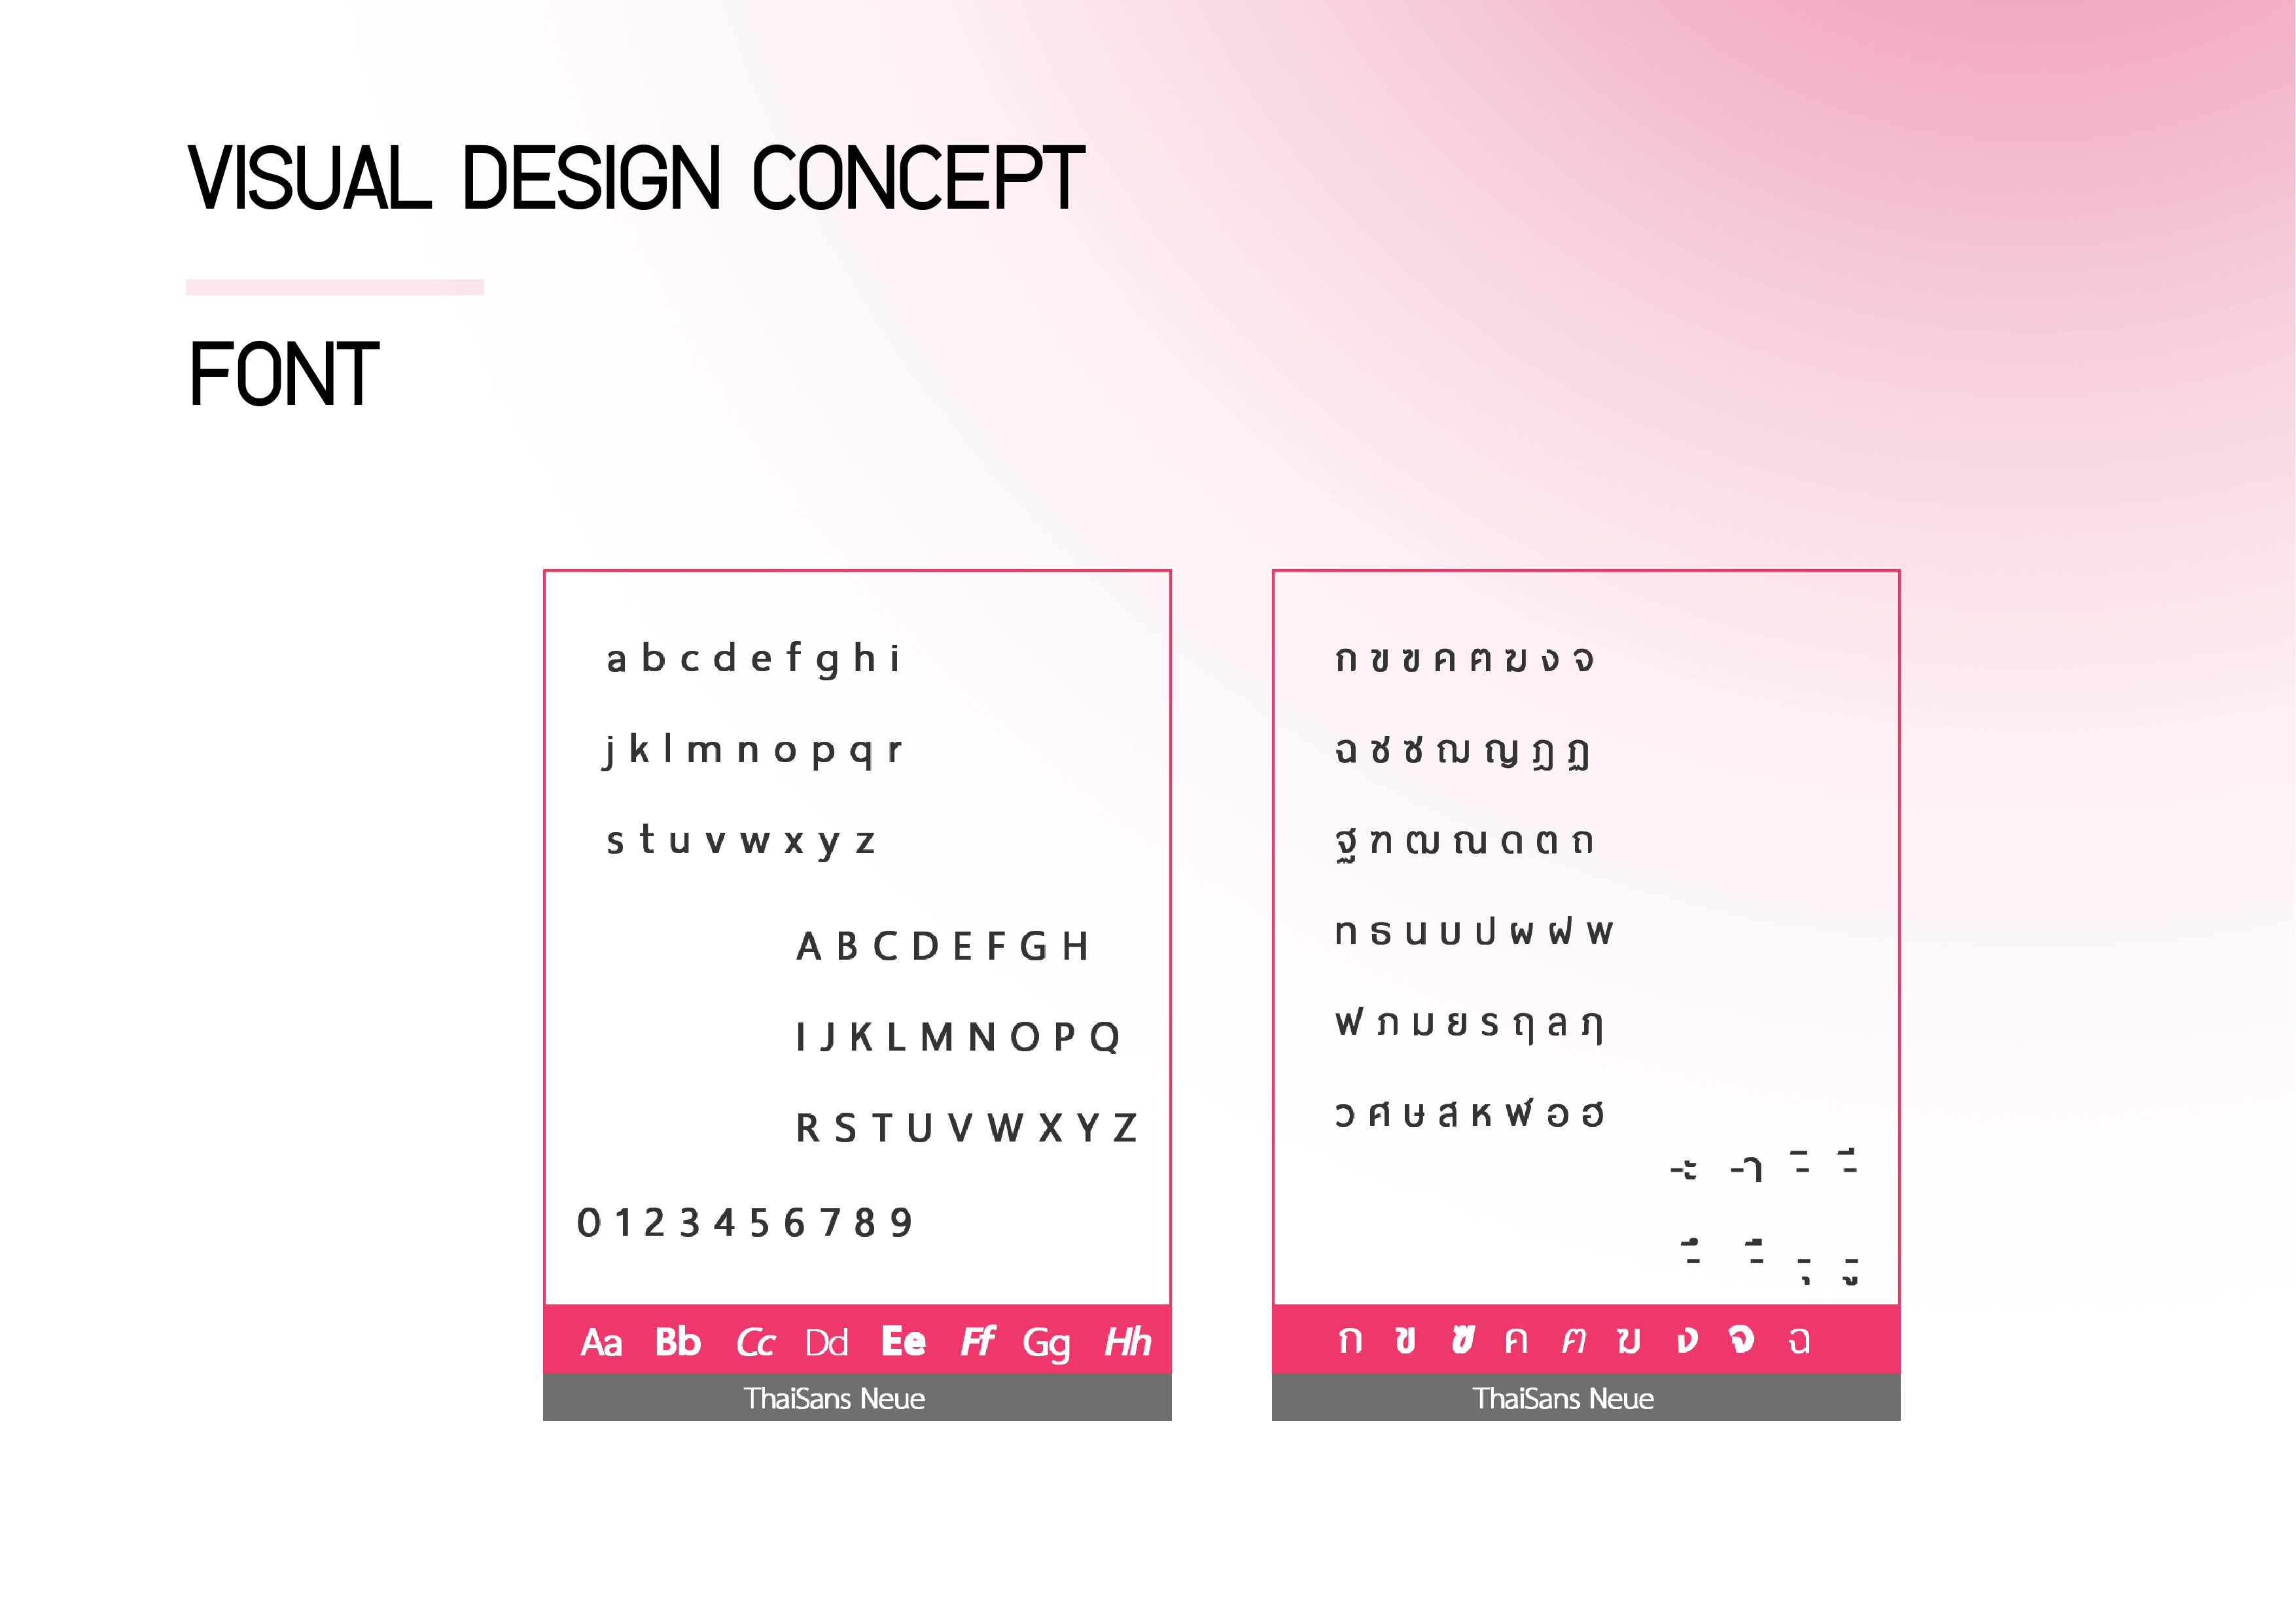 VISUAL DESIGN CONCEPT
FONT
a b c d e f g h i
j k l m n o p q r
s t u v w x y z
A B C D E F G H
I J K L M N O P Q
R S T U V W X Y Z
0 1 2 3 4 5 6 7 8 9
Aa Bb Cc Dd Ee Ff Gg Hh
ThaiSans Neue
ก ข ฃ ค ฅ ฆ ง จ
ฉ ช ซ ฌ ญ ฎ ฏ
ฐ ฑ ฒ ณ ด ต ถ
ท ธ น บ ป ผ ฝ พ
ฟ ภ ม ย ร ฤ ล ฦ
ว ศ ษ ส ห ฬ อ ฮ
-ะ -า -ิ -ี
-ึ -ื -ุ -ู
ก ข ฃ ค ฅ ฆ ง จ ฉ
ThaiSans Neue